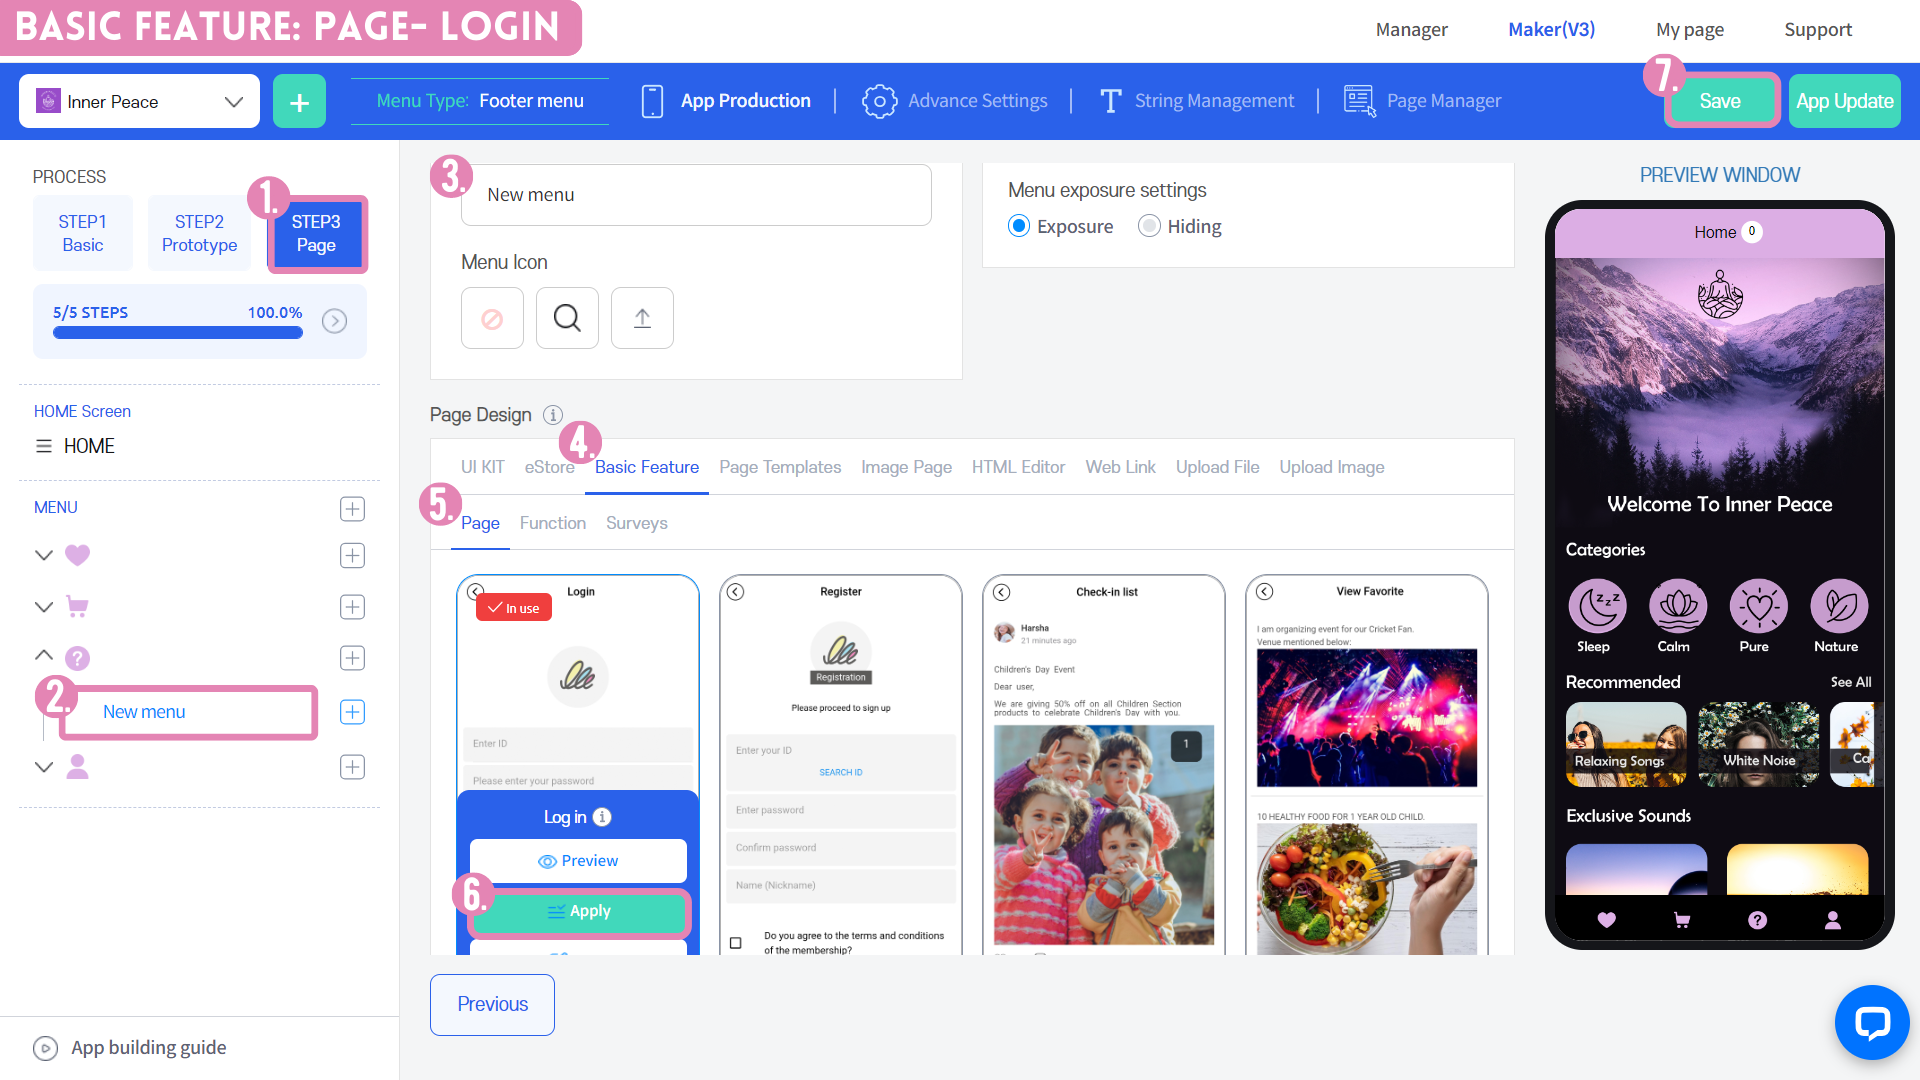 BASIC FEATURE: PAGE- LOGIN
Manager
Maker(V3)
My page
Support
Inner Peace
+
Menu Type: Footer menu
App Production
Advance Settings
String Management
Page Manager
7.
Save
App Update
PROCESS
1.
STEP1
Basic
STEP2
Prototype
STEP3
Page
5/5 STEPS
100.0%
HOME Screen
HOME
MENU
2.
New menu
App building guide
3.
New menu
Menu Icon
Menu exposure settings
Exposure
Hiding
Page Design
4.
UI KIT
eStore
Basic Feature
Page Templates
Image Page
HTML Editor
Web Link
Upload File
Upload Image
5.
Page
Function
Surveys
Login
In use
Enter ID
Please enter your password
Log in
Preview
6.
Apply
Register
Registration
Please proceed to sign up
Enter your ID
SEARCH ID
Enter password
Confirm password
Name (Nickname)
Do you agree to the terms and conditions
of the membership?
Check-in list
Harsha
21 minutes ago
Children's Day Event
Dear user,
We are giving 50% off on all Children Section
products to celebrate Children's Day with you.
1
View Favorite
I am organizing event for our Cricket Fan.
Venue mentioned below:
10 HEALTHY FOOD FOR 1 YEAR OLD CHILD.
Previous
PREVIEW WINDOW
Home 0
Welcome To Inner Peace
Categories
Sleep
Calm
Pure
Nature
Recommended
See All
Relaxing Songs
White Noise
Ca
Exclusive Sounds